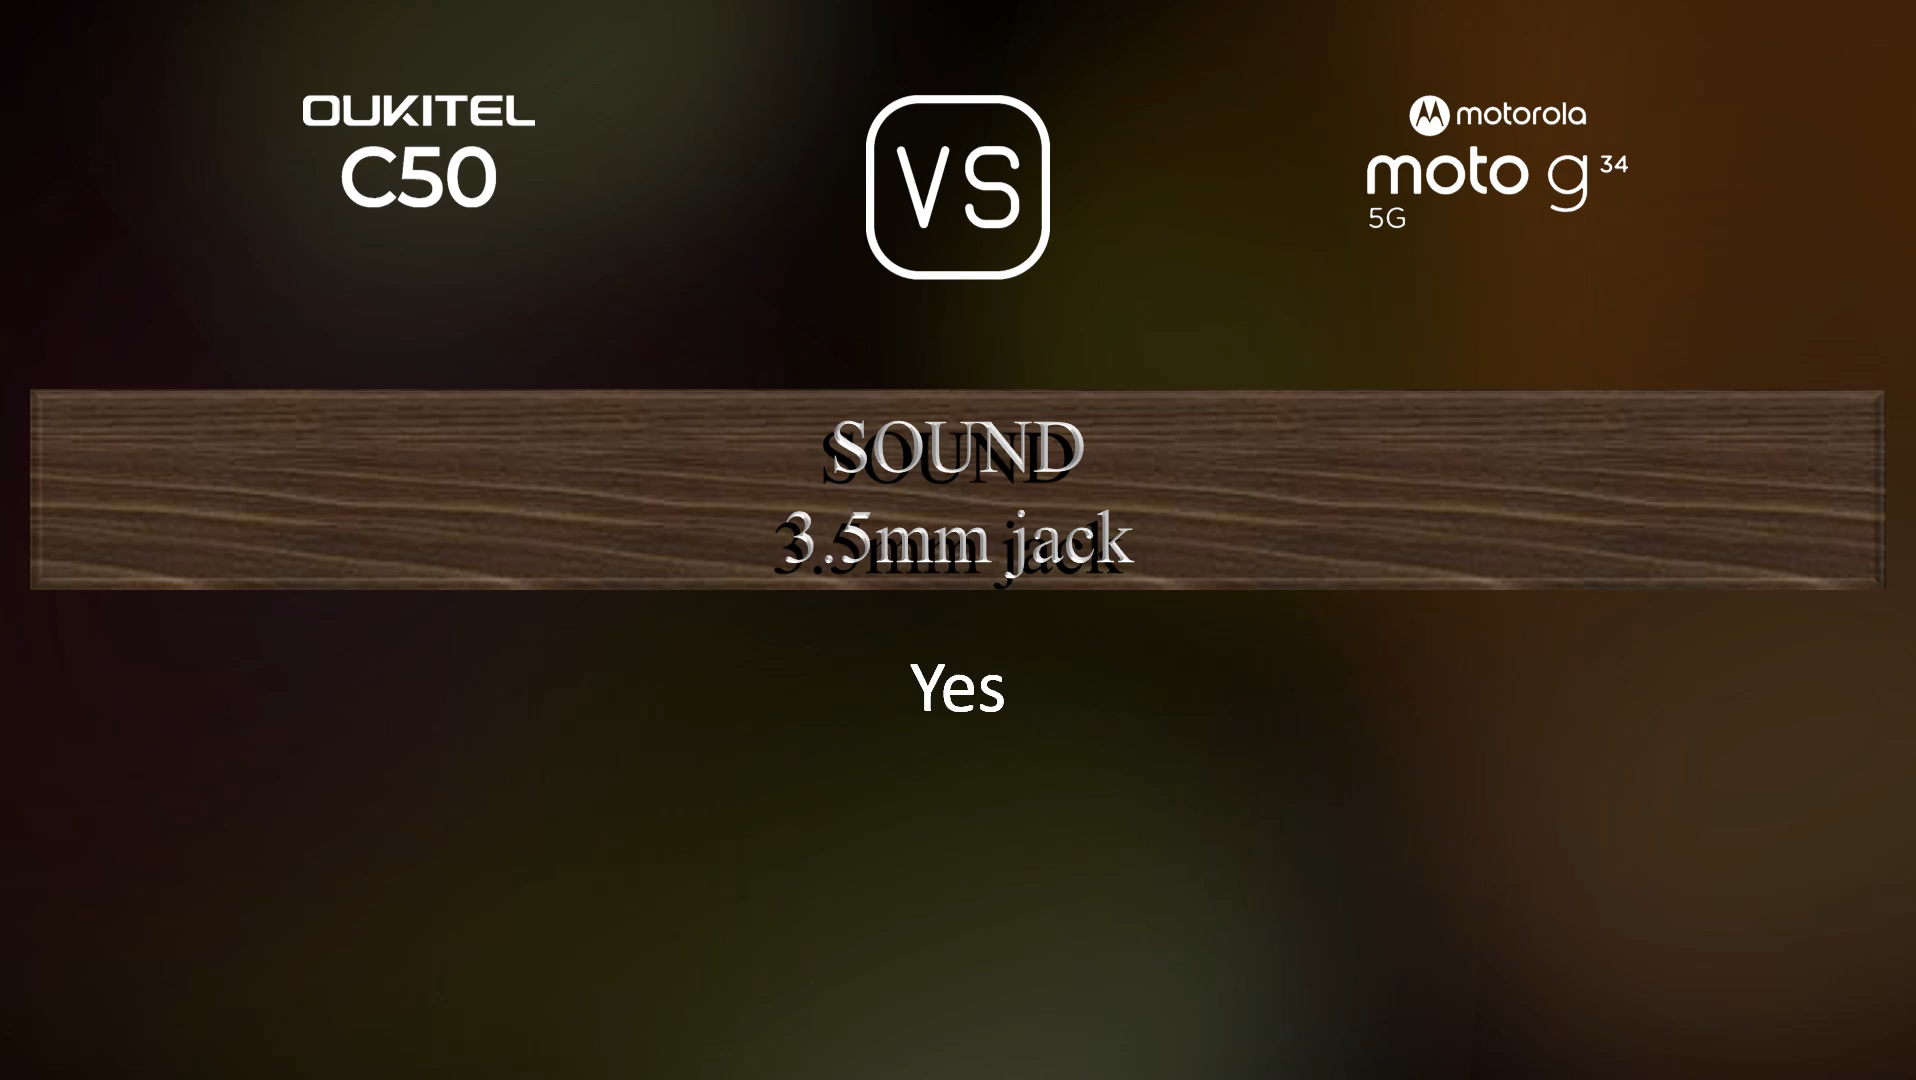 OUKITEL
C50
VS
motorola
moto g 34
5G
SOUND
3.5mm jack
Yes